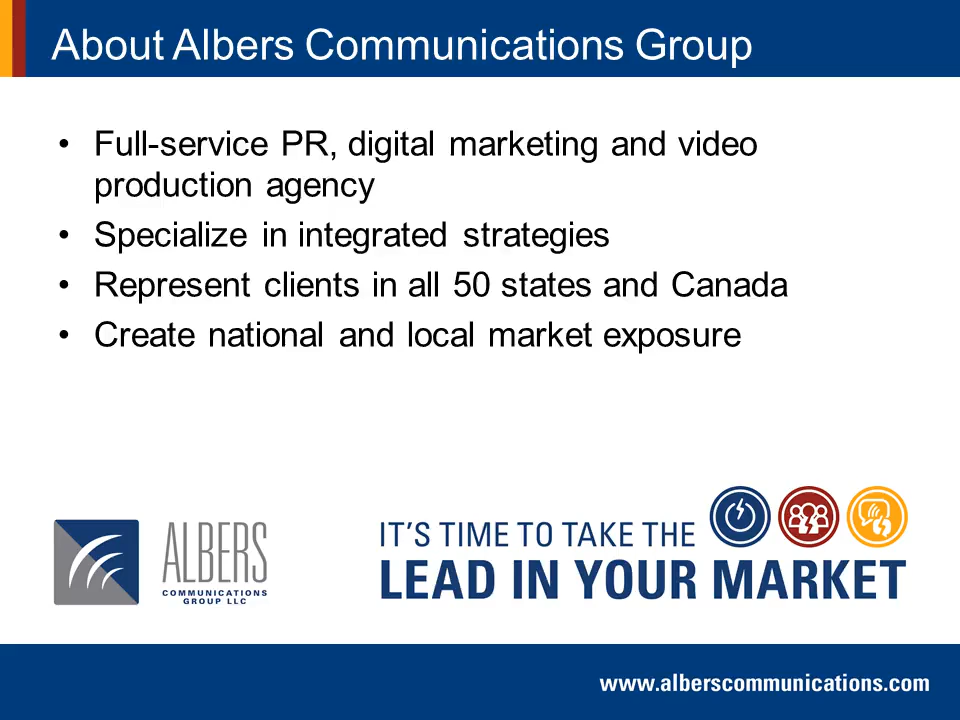 About Albers Communications Group
• Full-service PR, digital marketing and video
production agency
• Specialize in integrated strategies
• Represent clients in all 50 states and Canada
• Create national and local market exposure
ALBERS
COMMUNICATIONS
GROUP LLC
IT'S TIME TO TAKE THE
LEAD IN YOUR MARKET
www.alberscommunications.com